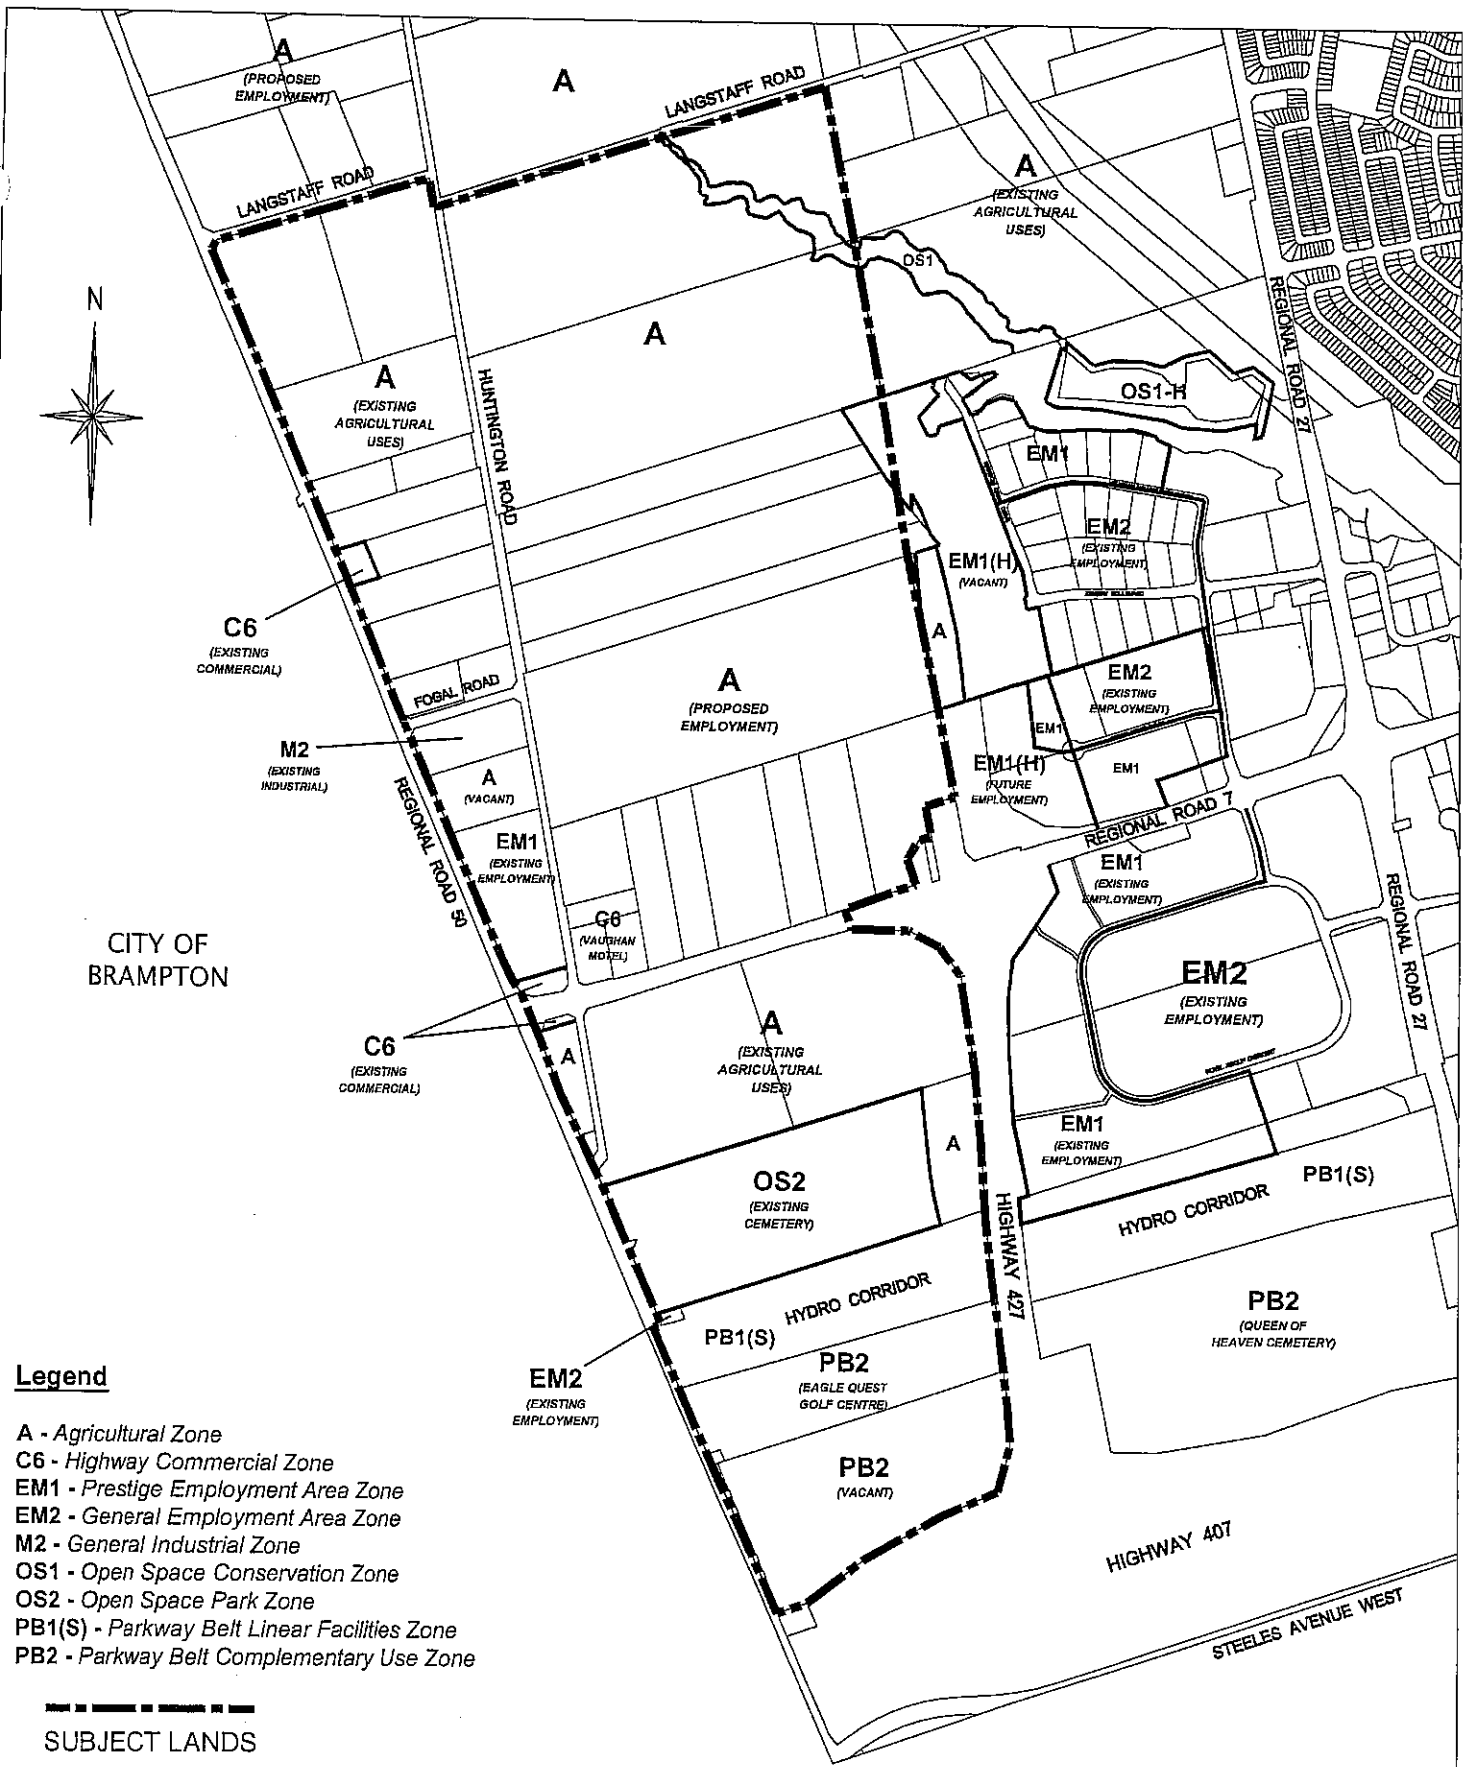 A
(PROPOSED
EMPLOYMENT)
A
LANGSTAFF ROAD
LANGSTAFF ROAD
A
(EXISTING
AGRICULTURAL
USES)
N
OS1
REGIONAL ROAD 27
A
A
(EXISTING
AGRICULTURAL
USES)
HUNTINGTON ROAD
OS1-H
EM1
EM2
(EXISTING
EMPLOYMENT)
EM1(H)
(VACANT)
C6
(EXISTING
COMMERCIAL)
A
FOGAL ROAD
A
(PROPOSED
EMPLOYMENT)
EM2
(EXISTING
EMPLOYMENT)
EM1
M2
(EXISTING
INDUSTRIAL)
A
(VACANT)
EM1(H)
(FUTURE
EMPLOYMENT)
EM1
REGIONAL ROAD 7
REGIONAL ROAD 50
EM1
(EXISTING
EMPLOYMENT)
EM1
(EXISTING
EMPLOYMENT)
C6
(VAUGHAN
MOTEL)
REGIONAL ROAD 27
CITY OF
BRAMPTON
EM2
(EXISTING
EMPLOYMENT)
C6
(EXISTING
COMMERCIAL)
A
A
(EXISTING
AGRICULTURAL
USES)
EM1
(EXISTING
EMPLOYMENT)
A
OS2
(EXISTING
CEMETERY)
PB1(S)
HYDRO CORRIDOR
HIGHWAY 427
HYDRO CORRIDOR
PB1(S)
PB2
(QUEEN OF
HEAVEN CEMETERY)
EM2
(EXISTING
EMPLOYMENT)
PB2
(EAGLE QUEST
GOLF CENTRE)
PB2
(VACANT)
HIGHWAY 407
STEELES AVENUE WEST
Legend
A - Agricultural Zone
C6 - Highway Commercial Zone
EM1 - Prestige Employment Area Zone
EM2 - General Employment Area Zone
M2 - General Industrial Zone
OS1 - Open Space Conservation Zone
OS2 - Open Space Park Zone
PB1(S) - Parkway Belt Linear Facilities Zone
PB2 - Parkway Belt Complementary Use Zone
SUBJECT LANDS